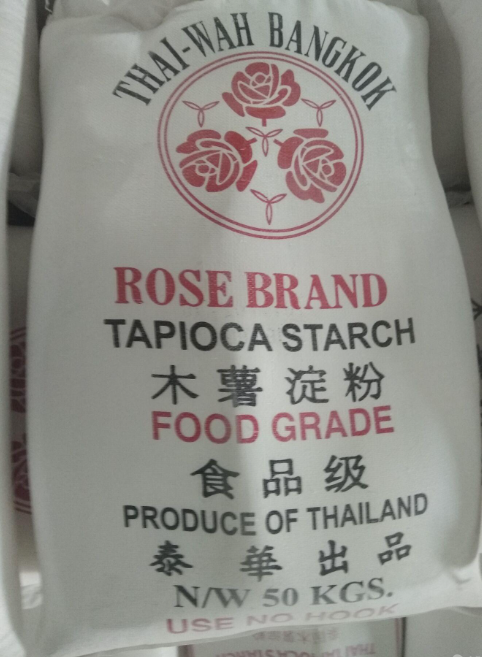 THAI-WAH BANGKOK
ROSE BRAND
TAPIOCA STARCH
木薯淀粉
FOOD GRADE
食品级
PRODUCE OF THAILAND
泰華出品
N/W 50 KGS.
USE NO HOOK